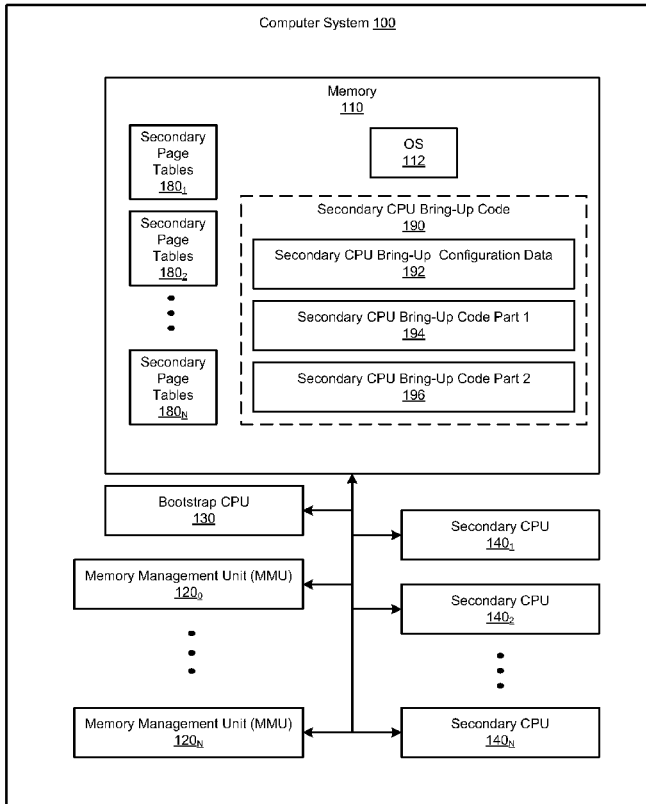 Computer System 100
Memory
110
Secondary
Page
Tables
180₁
OS
112
Secondary
Page
Tables
180₂
Secondary CPU Bring-Up Code
190
Secondary CPU Bring-Up Configuration Data
192
Secondary CPU Bring-Up Code Part 1
194
Secondary
Page
Tables
180N
Secondary CPU Bring-Up Code Part 2
196
Bootstrap CPU
130
Secondary CPU
140₁
Memory Management Unit (MMU)
120₀
Secondary CPU
140₂
Memory Management Unit (MMU)
120N
Secondary CPU
140N